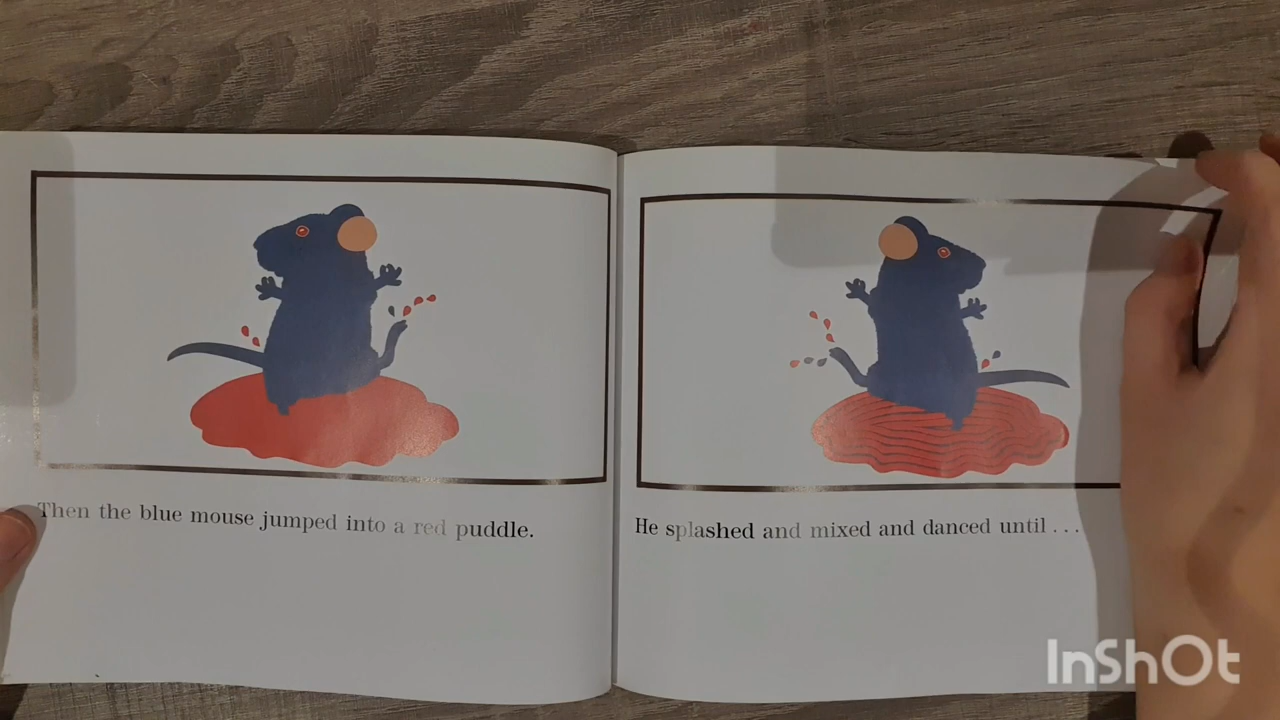 Then the blue mouse jumped into a red puddle.
He splashed and mixed and danced until . . .
InShOt